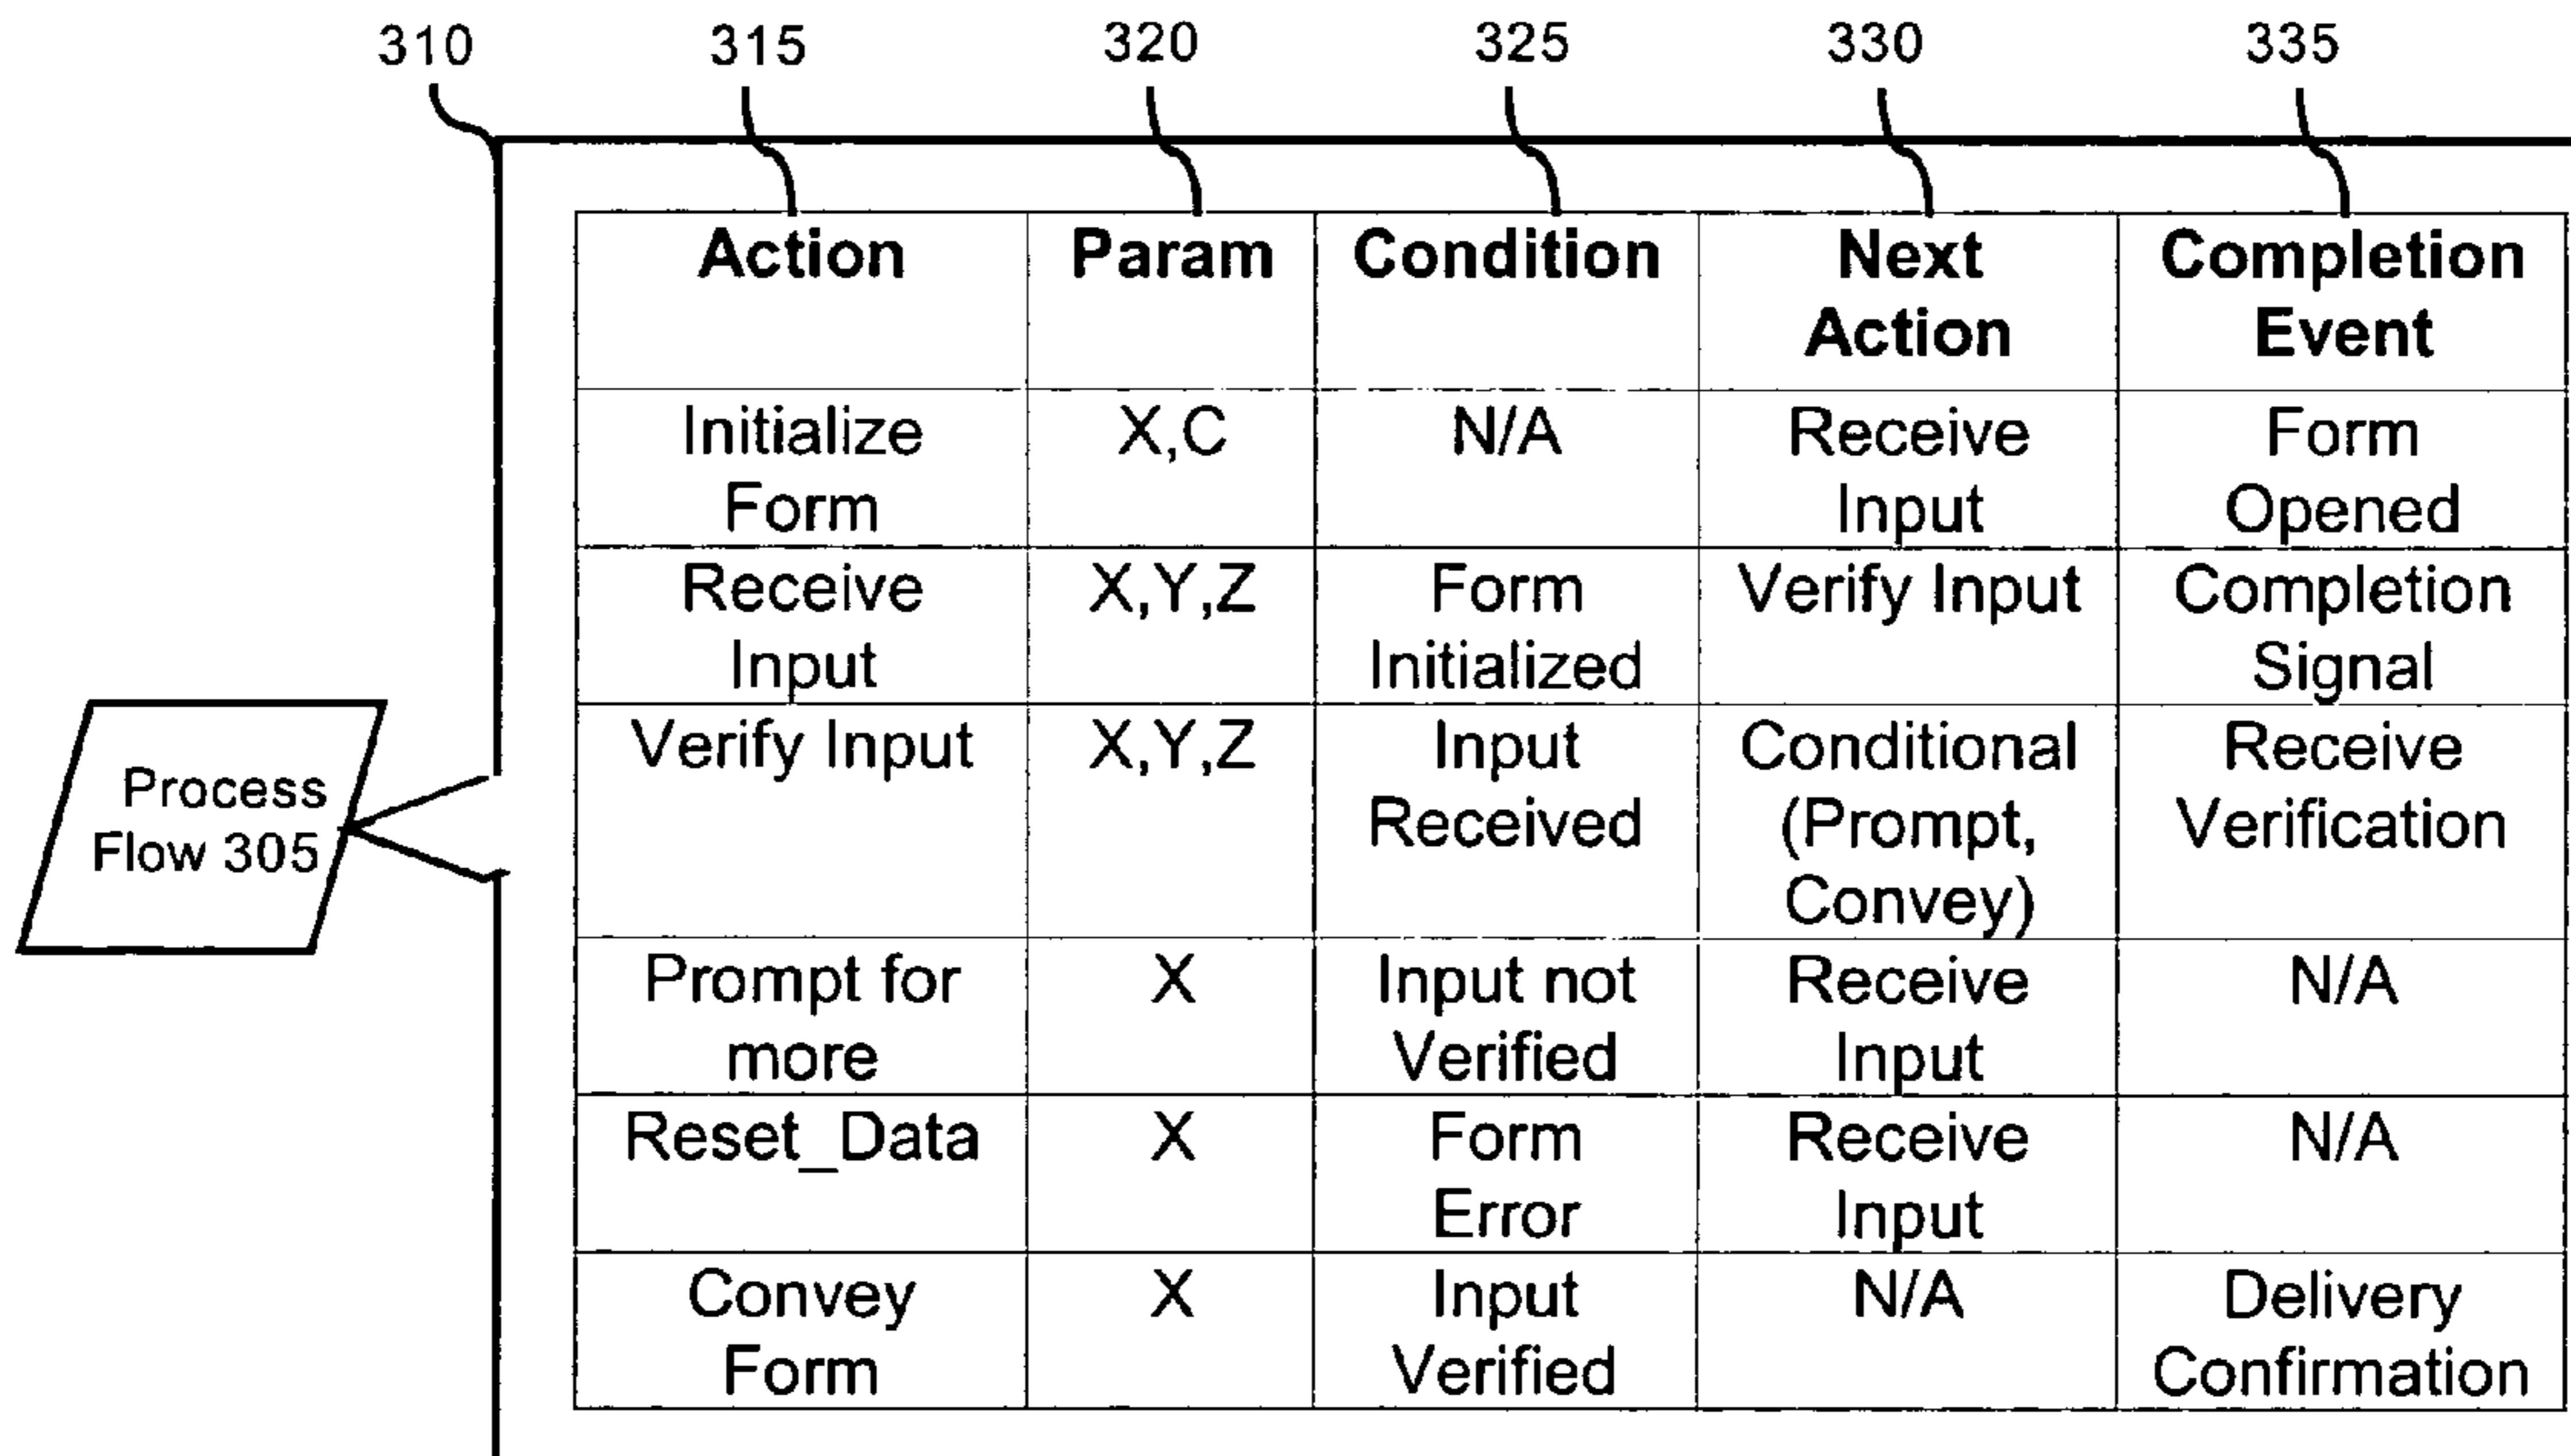 310 315 320 325 330 335
Action Param Condition Next Completion
Action Event
Initialize X,C N/A Receive Form
Form Input Opened
Receive X,Y,Z Form Verify Input Completion
Input Initialized Signal
Verify Input X,Y,Z Input Conditional Receive
Received (Prompt, Verification
Convey)
Process
Flow 305
Prompt for X Input not Receive N/A
more Verified Input
Reset_Data X Form Receive N/A
Error Input
Convey X Input N/A Delivery
Form Verified Confirmation